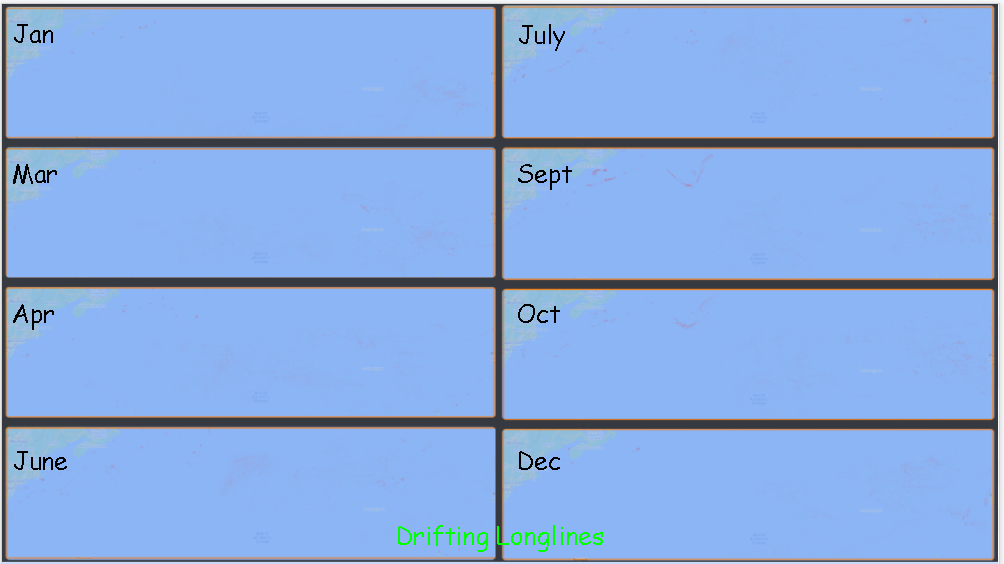 Jan
July
Mar
Sept
Apr
Oct
June
Dec
Drifting Longlines